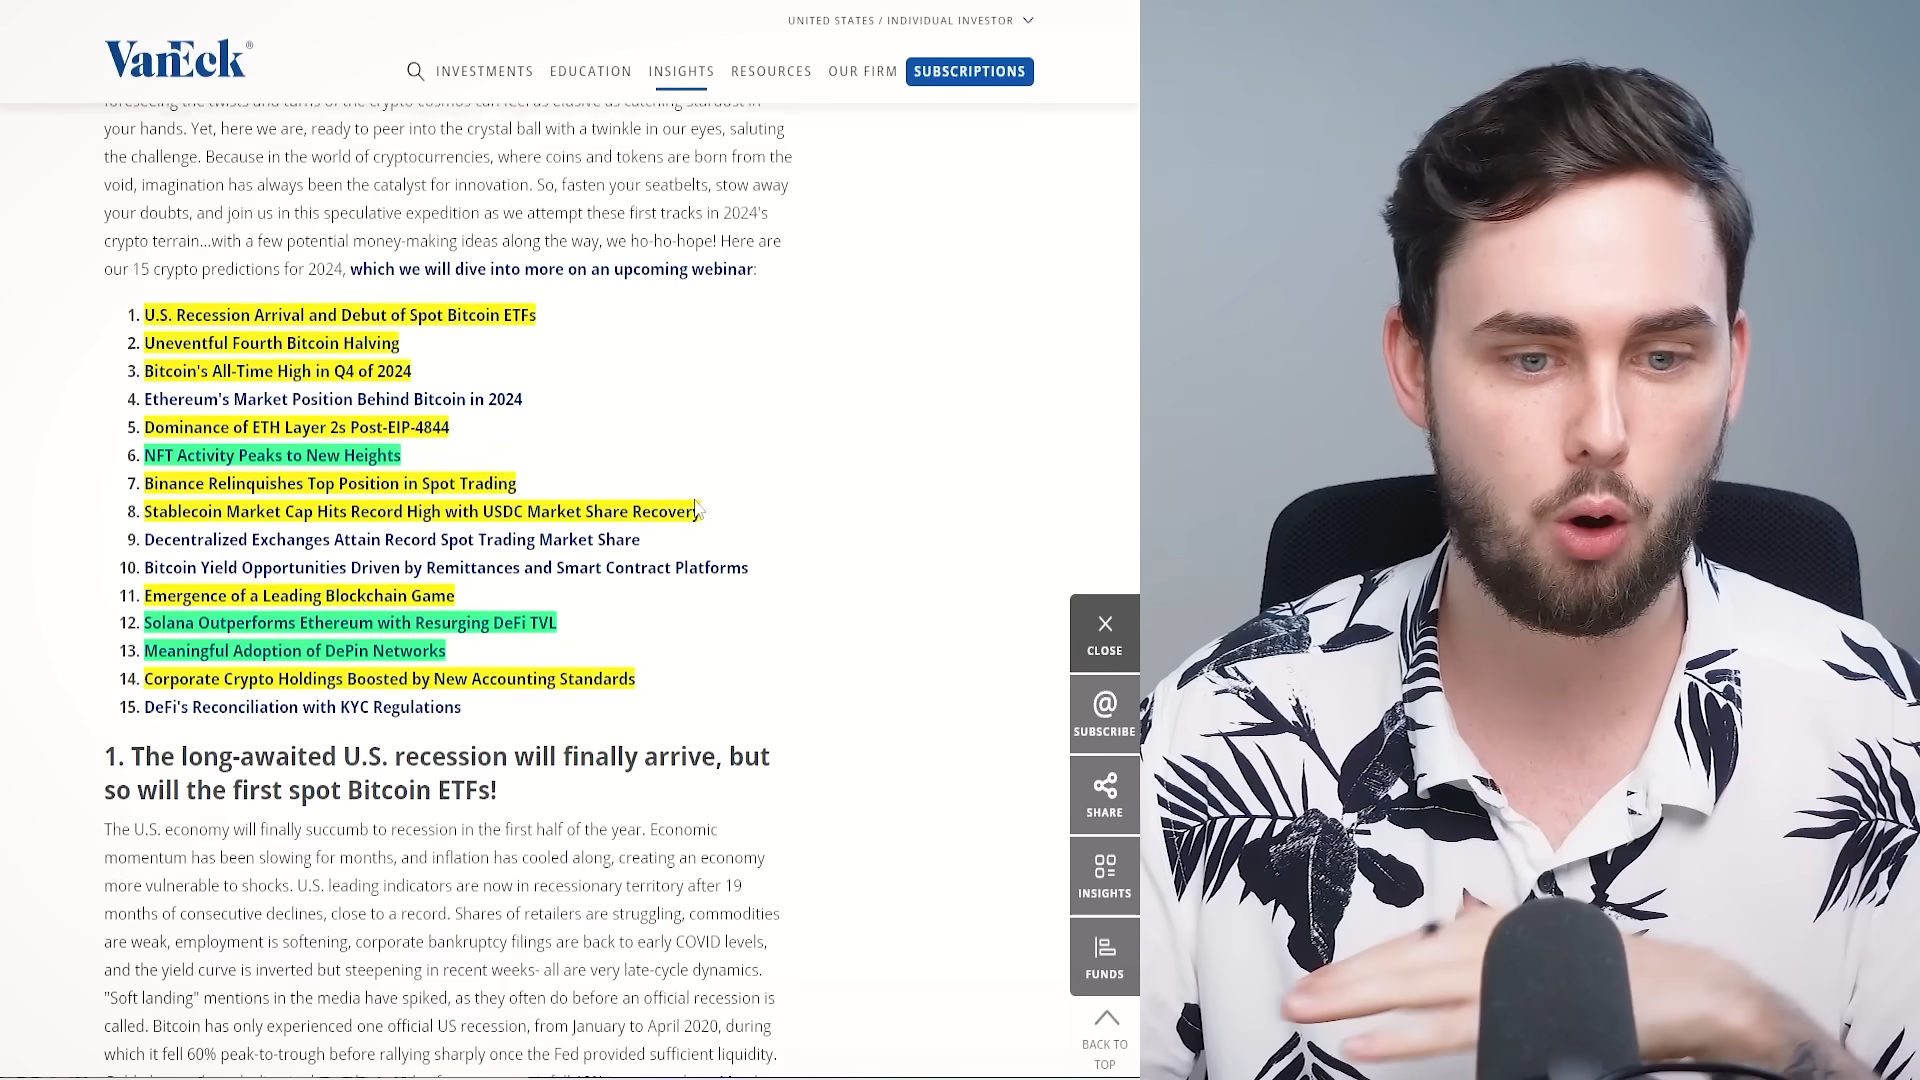 UNITED STATES / INDIVIDUAL INVESTOR
VanEck®
INVESTMENTS EDUCATION INSIGHTS RESOURCES OUR FIRM SUBSCRIPTIONS
foreseeing the twists and turns of the crypto cosmos can feel as elusive as catching stardust in
your hands. Yet, here we are, ready to peer into the crystal ball with a twinkle in our eyes, saluting
the challenge. Because in the world of cryptocurrencies, where coins and tokens are born from the
void, imagination has always been the catalyst for innovation. So, fasten your seatbelts, stow away
your doubts, and join us in this speculative expedition as we attempt these first tracks in 2024's
crypto terrain...with a few potential money-making ideas along the way, we ho-ho-hope! Here are
our 15 crypto predictions for 2024, which we will dive into more on an upcoming webinar:
1. U.S. Recession Arrival and Debut of Spot Bitcoin ETFs
2. Uneventful Fourth Bitcoin Halving
3. Bitcoin's All-Time High in Q4 of 2024
4. Ethereum's Market Position Behind Bitcoin in 2024
5. Dominance of ETH Layer 2s Post-EIP-4844
6. NFT Activity Peaks to New Heights
7. Binance Relinquishes Top Position in Spot Trading
8. Stablecoin Market Cap Hits Record High with USDC Market Share Recovery
9. Decentralized Exchanges Attain Record Spot Trading Market Share
10. Bitcoin Yield Opportunities Driven by Remittances and Smart Contract Platforms
11. Emergence of a Leading Blockchain Game
12. Solana Outperforms Ethereum with Resurging DeFi TVL
13. Meaningful Adoption of DePin Networks
14. Corporate Crypto Holdings Boosted by New Accounting Standards
15. DeFi's Reconciliation with KYC Regulations
1. The long-awaited U.S. recession will finally arrive, but
so will the first spot Bitcoin ETFs!
The U.S. economy will finally succumb to recession in the first half of the year. Economic
momentum has been slowing for months, and inflation has cooled along, creating an economy
more vulnerable to shocks. U.S. leading indicators are now in recessionary territory after 19
months of consecutive declines, close to a record. Shares of retailers are struggling, commodities
are weak, employment is softening, corporate bankruptcy filings are back to early COVID levels,
and the yield curve is inverted but steepening in recent weeks- all are very late-cycle dynamics.
"Soft landing" mentions in the media have spiked, as they often do before an official recession is
called. Bitcoin has only experienced one official US recession, from January to April 2020, during
which it fell 60% peak-to-trough before rallying sharply once the Fed provided sufficient liquidity.
CLOSE
SUBSCRIBE
SHARE
INSIGHTS
FUNDS
BACK TO
TOP